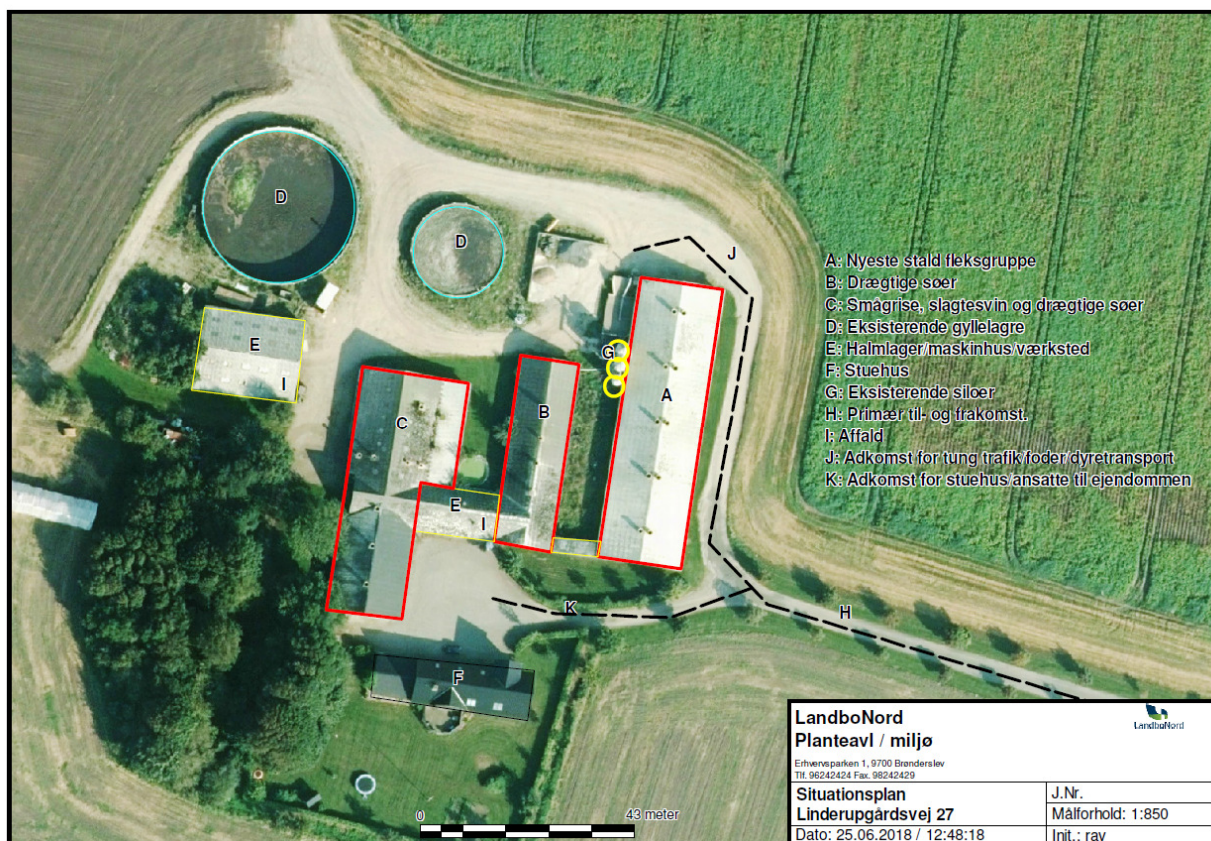 D
D
J
A: Nyeste stald fleksgruppe
B: Drægtige søer
C: Smågrise, slagtesvin og drægtige søer
D: Eksisterende gyllelagre
E: Halmlager/maskinhus/værksted
F: Stuehus
G: Eksisterende siloer
H: Primær til- og frakomst.
I: Affald
J: Adkomst for tung trafik/foder/dyretransport
K: Adkomst for stuehus/ansatte til ejendommen
E
I
G
A
B
C
E
I
K
H
F
0 43 meter
LandboNord
Planteavl / miljø
LandboNord
Erhvervsparken 1, 9700 Brønderslev
Tlf. 96242424 Fax. 98242429
Situationsplan
Linderupgårdsvej 27
J.Nr.
Målforhold: 1:850
Dato: 25.06.2018 / 12:48:18
Init.: rav